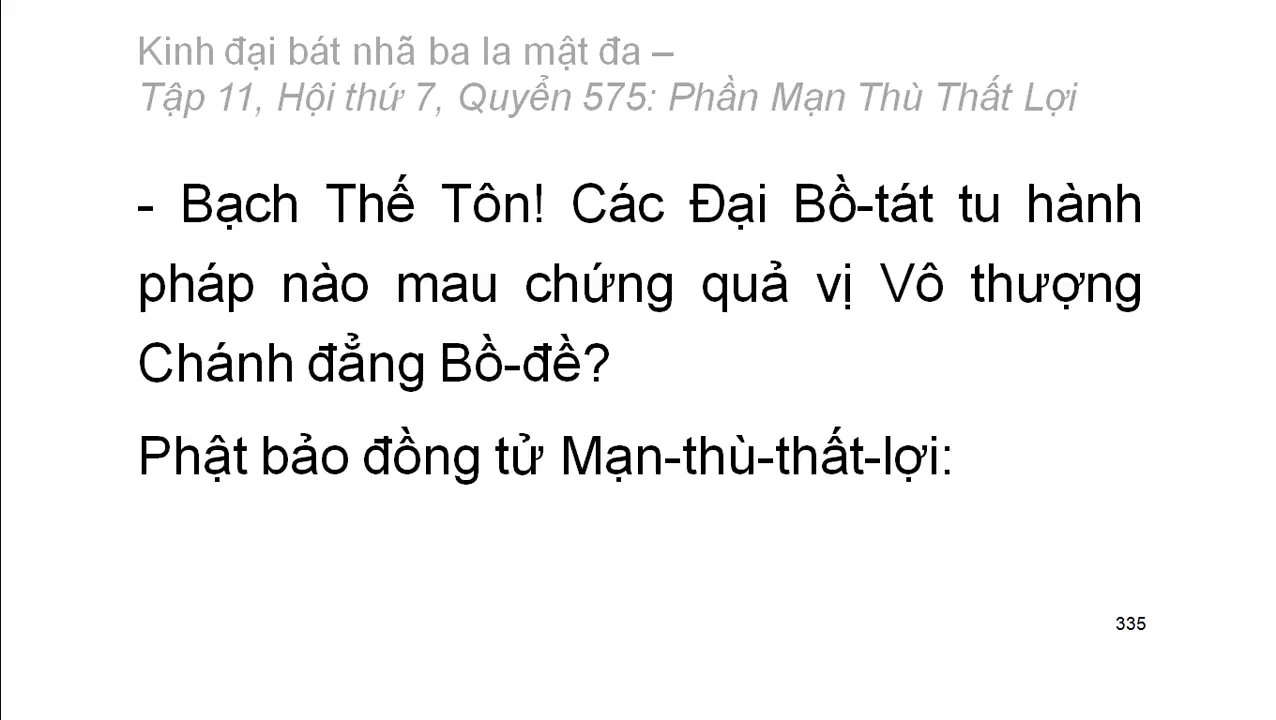 Kinh đại bát nhã ba la mật đa –
Tập 11, Hội thứ 7, Quyển 575: Phần Mạn Thù Thất Lợi
- Bạch Thế Tôn! Các Đại Bồ-tát tu hành
pháp nào mau chứng quả vị Vô thượng
Chánh đẳng Bồ-đề?
Phật bảo đồng tử Mạn-thù-thất-lợi:
335